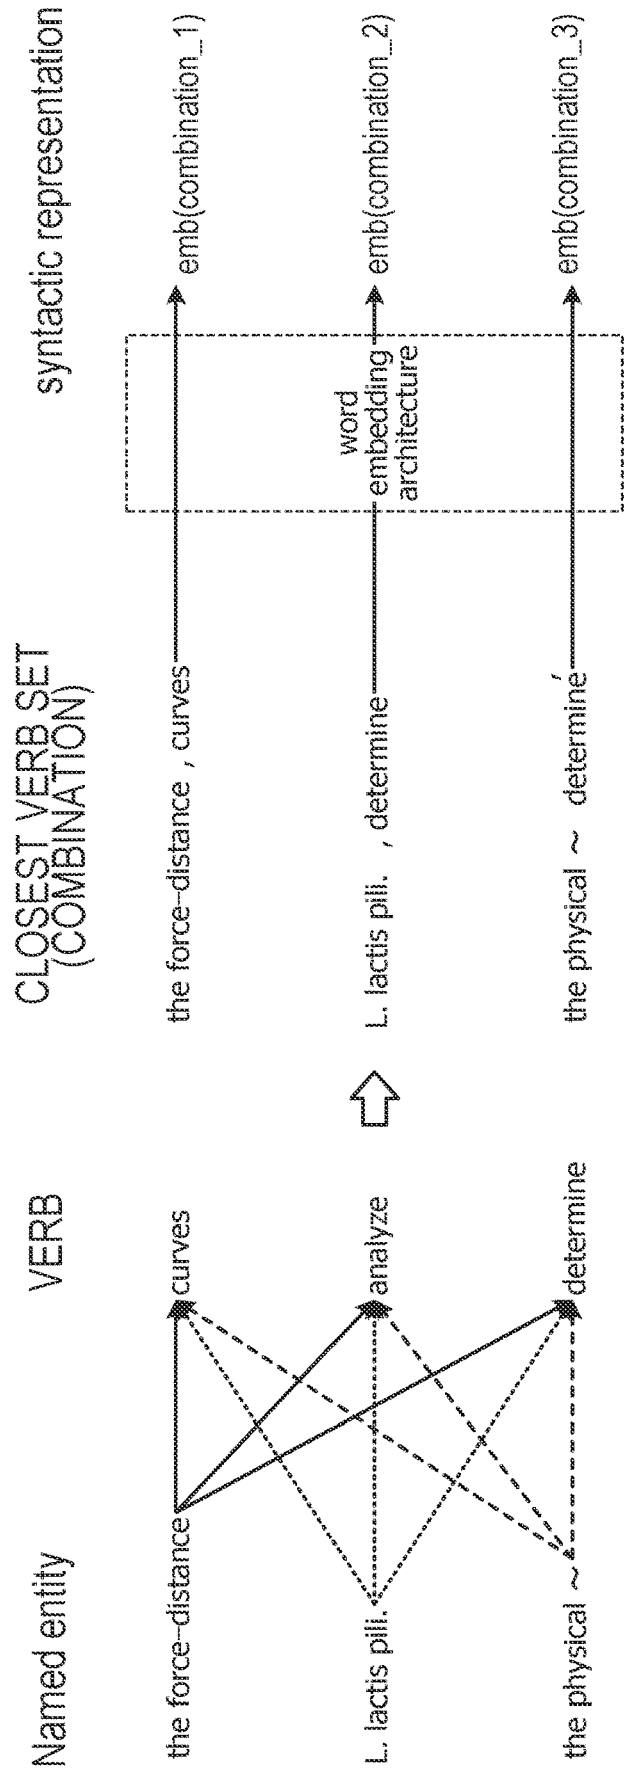 Named entity
VERB
CLOSEST VERB SET
(COMBINATION)
syntactic representation
the force-distance
curves
the force-distance , curves
emb(combination_1)
L. lactis pili.
analyze
L. lactis pili. , determine
word
embedding
architecture
emb(combination_2)
the physical ~
determine
the physical ~ determine ,
emb(combination_3)